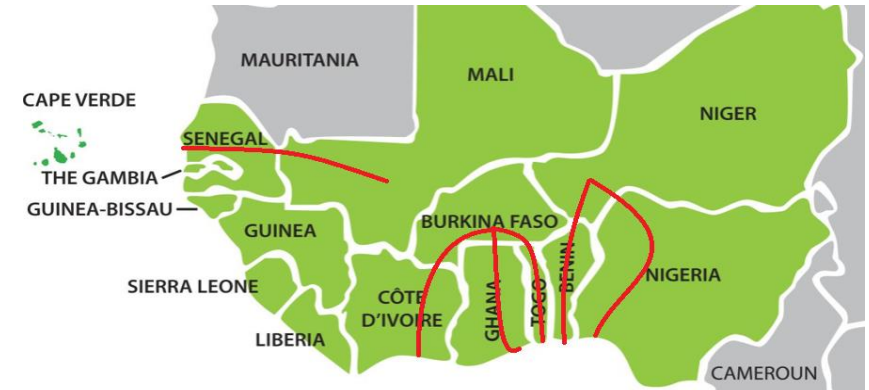 MAURITANIA
MALI
CAPE VERDE
NIGER
SENEGAL
THE GAMBIA
GUINEA-BISSAU
BURKINA FASO
GUINEA
BENIN
NIGERIA
SIERRA LEONE
CÔTE
D'IVOIRE
GHANA
TOGO
LIBERIA
CAMEROUN